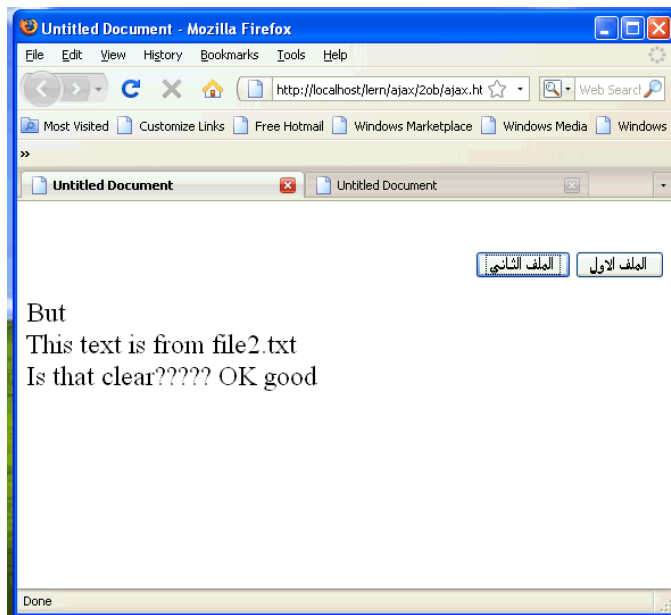 Untitled Document - Mozilla Firefox
File Edit View History Bookmarks Tools Help
http://localhost/lern/ajax/2ob/ajax.ht Web Search
Most Visited Customize Links Free Hotmail Windows Marketplace Windows Media Windows
»
Untitled Document Untitled Document
الملف الاول الملف الثاني
But
This text is from file2.txt
Is that clear????? OK good
Done